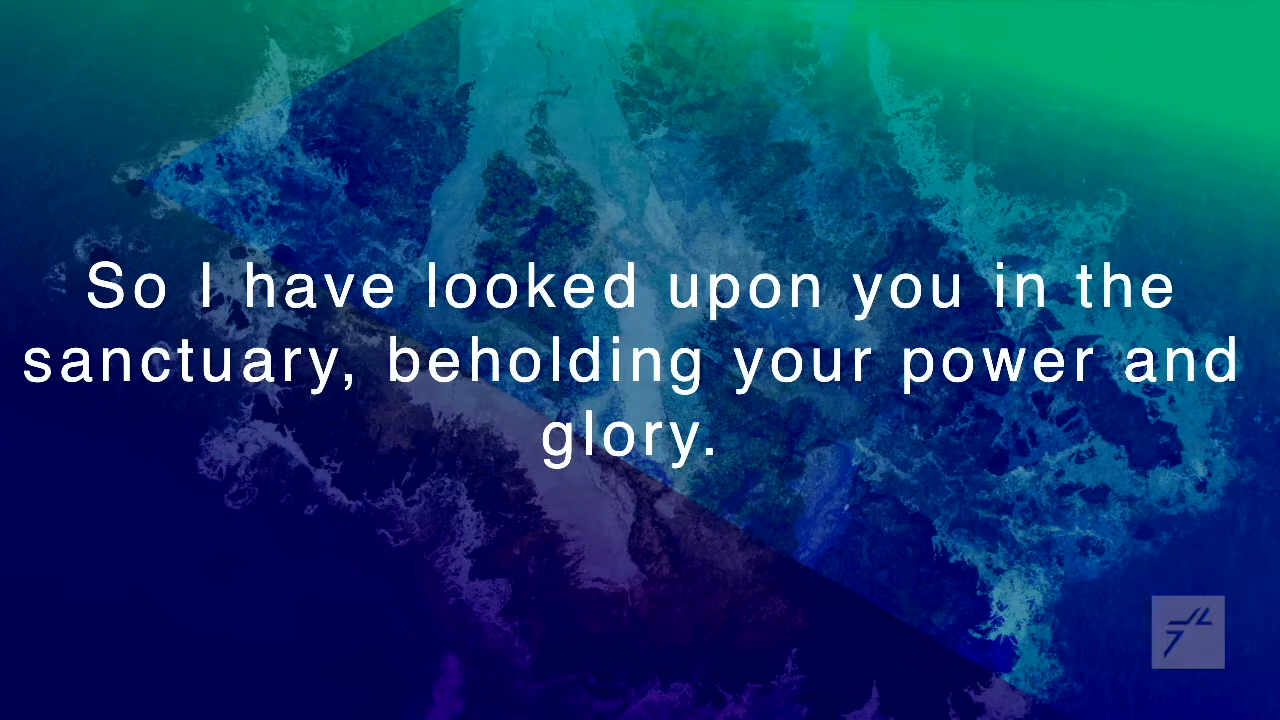 So I have looked upon you in the
sanctuary, beholding your power and
glory.